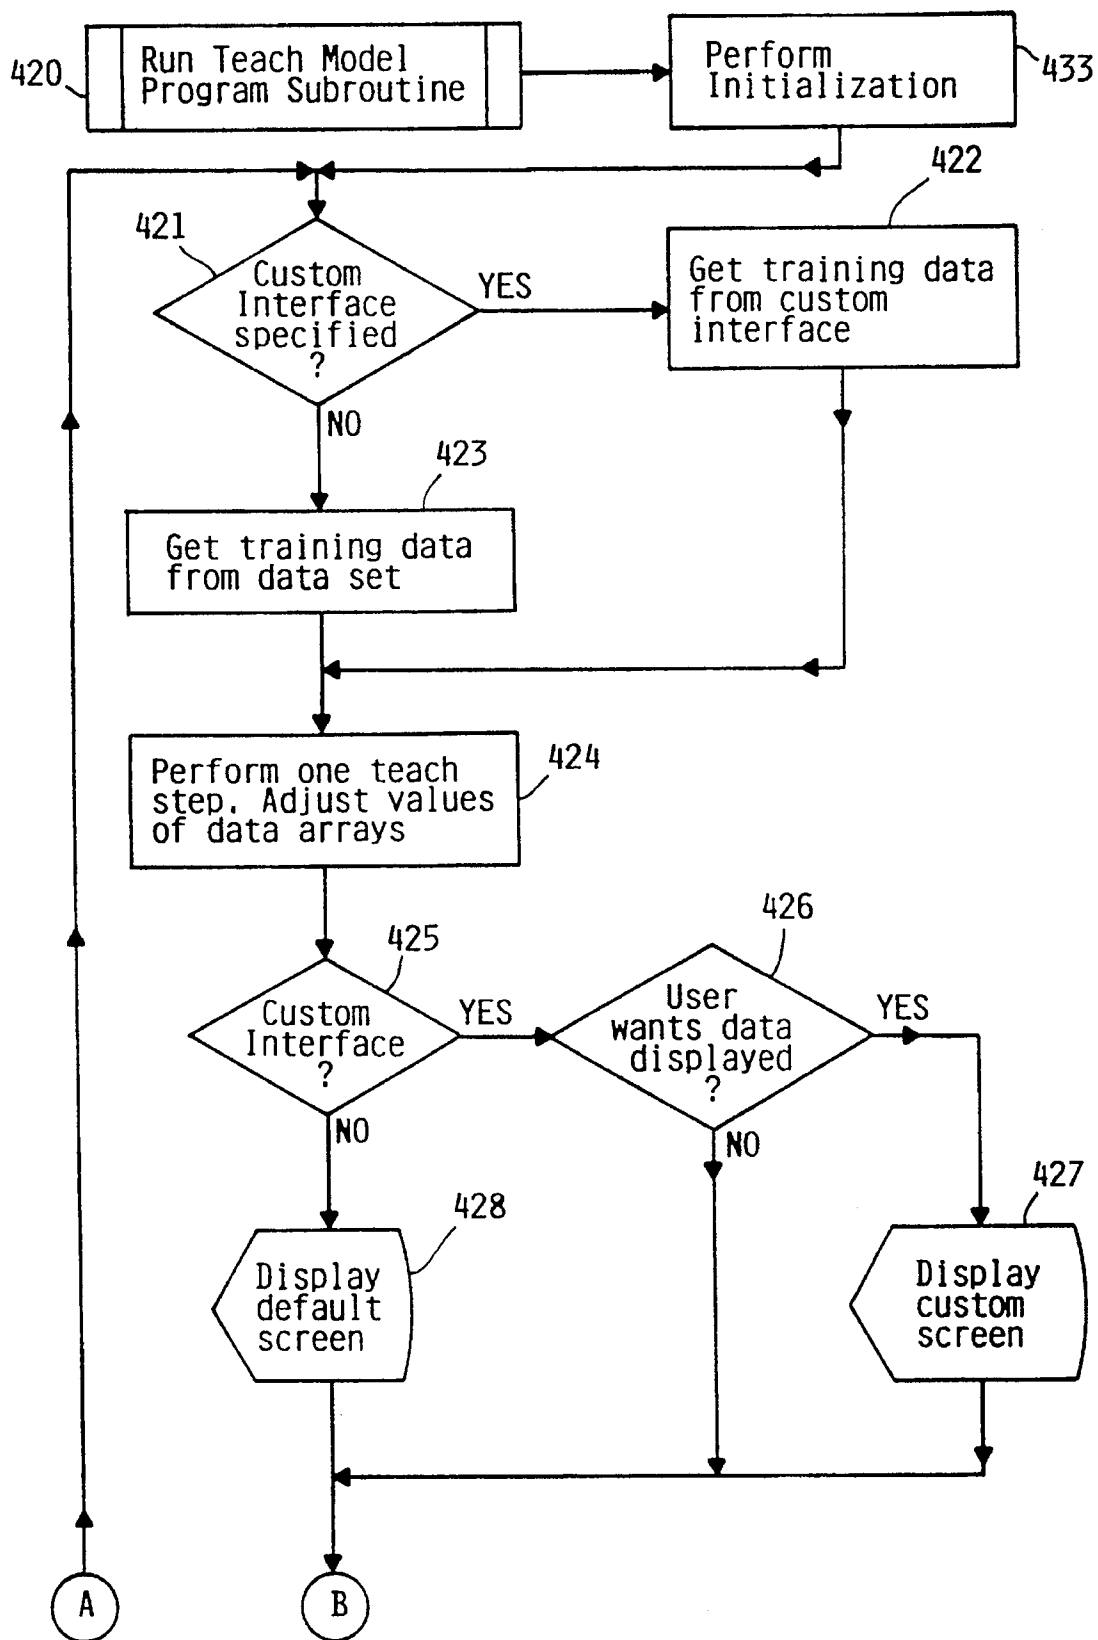 420
Run Teach Model
Program Subroutine
Perform
Initialization
433
421
Custom
Interface
specified
?
YES
NO
422
Get training data
from custom
interface
423
Get training data
from data set
424
Perform one teach
step. Adjust values
of data arrays
425
Custom
Interface
?
YES
NO
426
User
wants data
displayed
?
YES
NO
427
Display
custom
screen
428
Display
default
screen
A
B